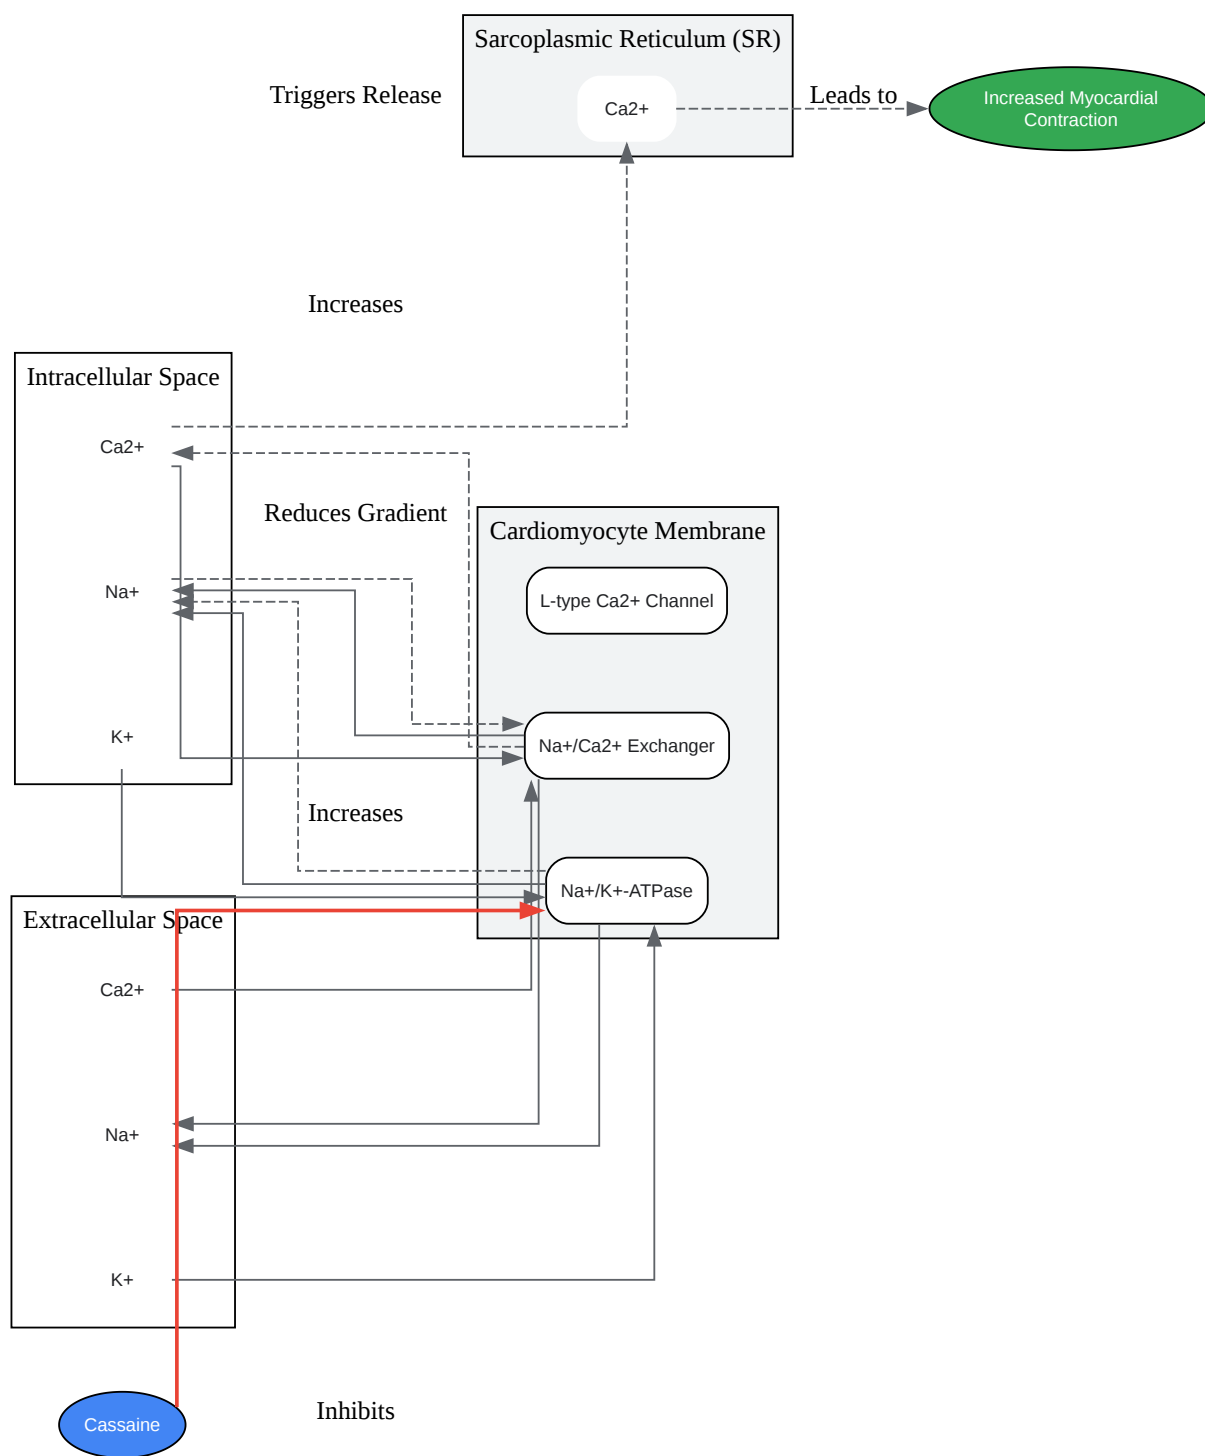 Sarcoplasmic Reticulum (SR)
Triggers Release
Ca2+
Leads to
Increased Myocardial
Contraction
Increases
Intracellular Space
Ca2+
Reduces Gradient
Cardiomyocyte Membrane
Na+
L-type Ca2+ Channel
K+
Na+/Ca2+ Exchanger
Increases
Na+/K+-ATPase
Extracellular Space
Ca2+
Na+
K+
Cassaine
Inhibits